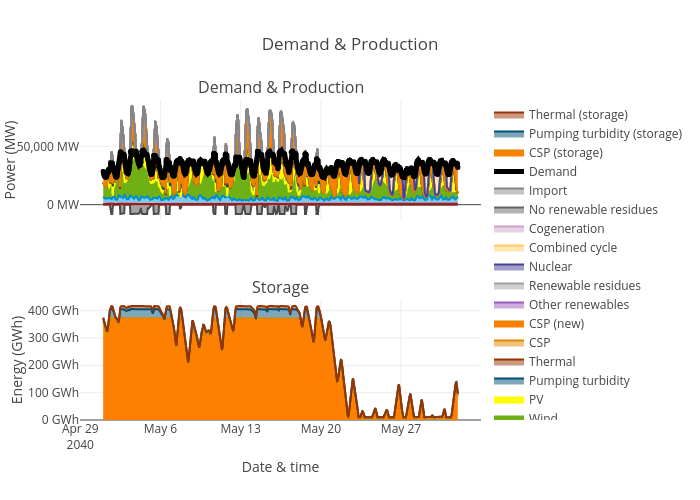 Demand & Production
Demand & Production
Power (MW)
50,000 MW
0 MW
Storage
Energy (GWh)
400 GWh
300 GWh
200 GWh
100 GWh
0 GWh
Apr 29
2040
May 6
May 13
May 20
May 27
Date & time
Thermal (storage)
Pumping turbidity (storage)
CSP (storage)
Demand
Import
No renewable residues
Cogeneration
Combined cycle
Nuclear
Renewable residues
Other renewables
CSP (new)
CSP
Thermal
Pumping turbidity
PV
Wind